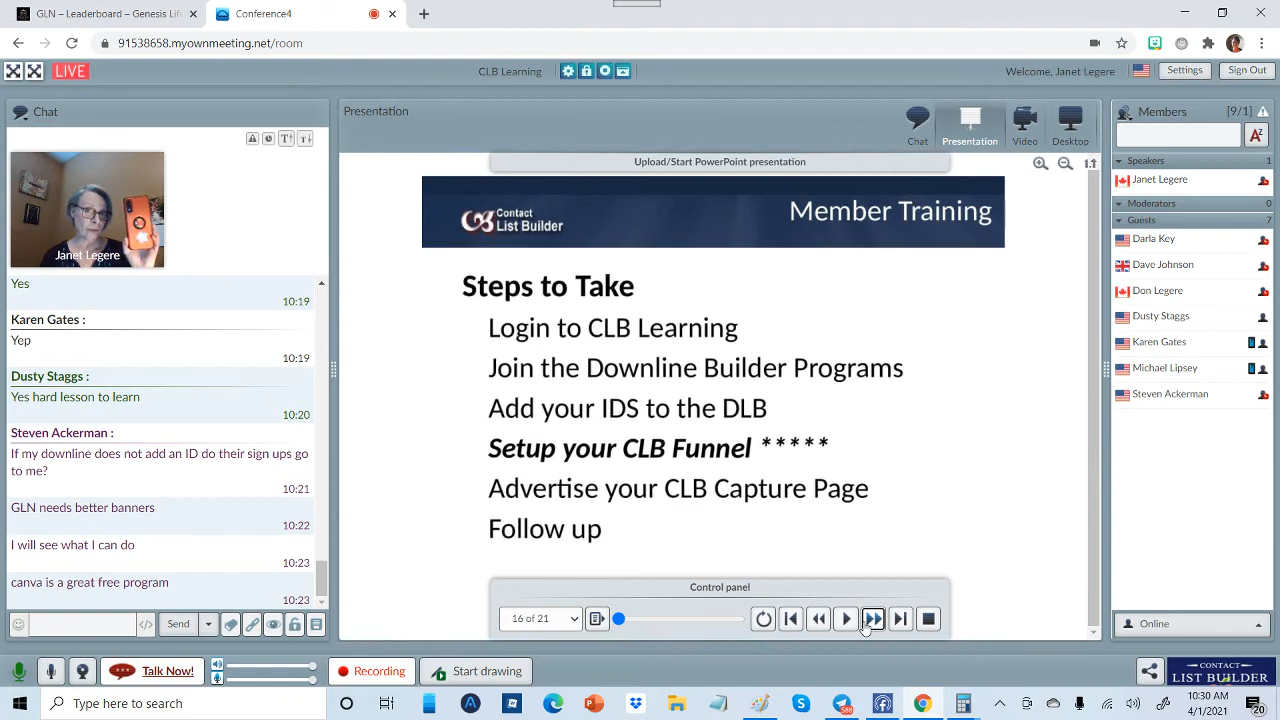 GLN – Leaderboard – Genesis Life
Conference4
91538658.myownmeeting.net/room
LIVE
CLB Learning
Welcome, Janet Legere
Settings
Sign Out
Chat
Janet Legere
Yes
10:19
Karen Gates :
Yep
10:19
Dusty Staggs :
Yes hard lesson to learn
10:20
Steven Ackerman :
If my downline does not add an ID do their sign ups go
to me?
10:21
GLN needs better banners
10:22
I will see what I can do
10:23
canva is a great free program
10:23
Send
Presentation
Chat
Presentation
Video
Desktop
Upload/Start PowerPoint presentation
1:1
Contact
List Builder
Member Training
Steps to Take
Login to CLB Learning
Join the Downline Builder Programs
Add your IDS to the DLB
Setup your CLB Funnel *****
Advertise your CLB Capture Page
Follow up
Control panel
16 of 21
Members
[9/1]
Speakers
1
Janet Legere
Moderators
0
Guests
7
Darla Key
Dave Johnson
Don Legere
Dusty Staggs
Karen Gates
Michael Lipsey
Steven Ackerman
Online
Talk Now!
Recording
Start drawing
CONTACT
LIST BUILDER
Type here to search
588
10:30 AM
4/1/2021
20